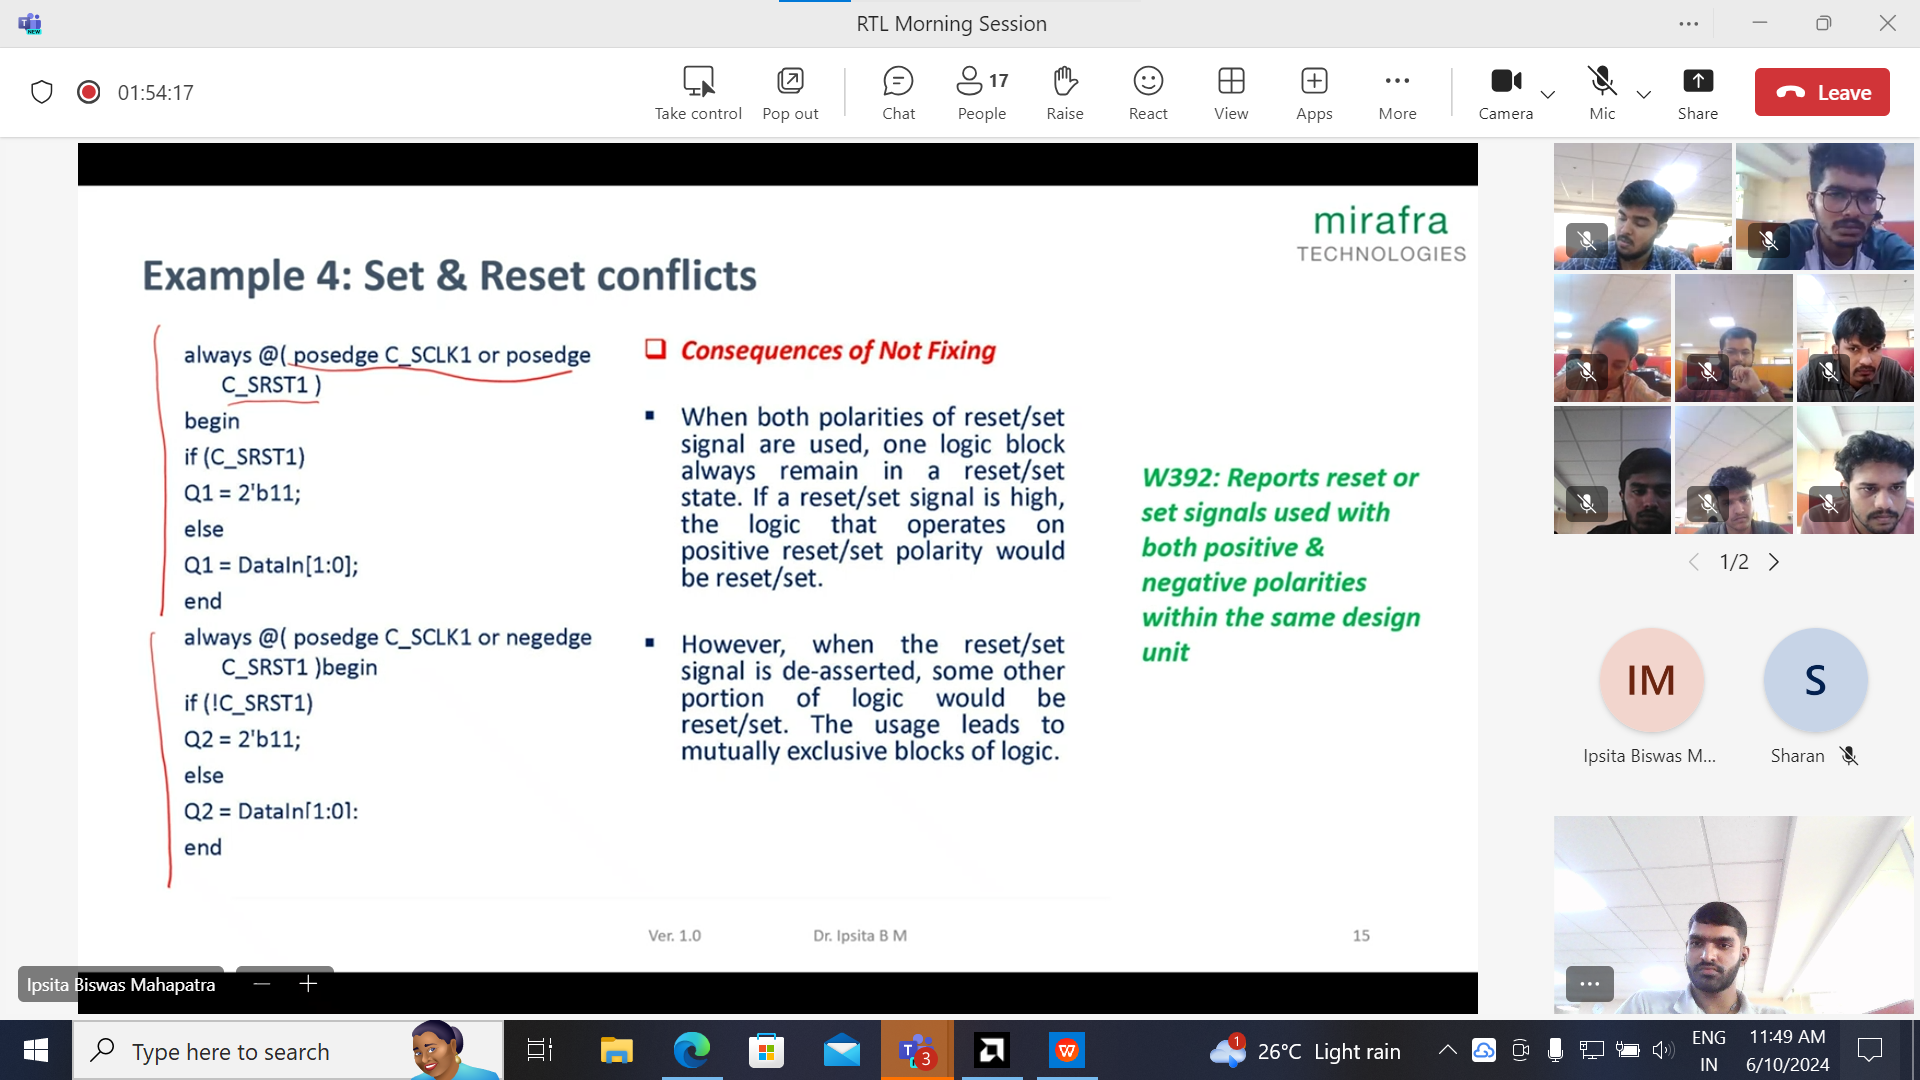 RTL Morning Session
01:54:17
Take control
Pop out
Chat
17
People
Raise
React
View
Apps
More
Camera
Mic
Share
Leave
mirafra
TECHNOLOGIES
Example 4: Set & Reset conflicts
always @( posedge C_SCLK1 or posedge
C_SRST1 )
begin
if (C_SRST1)
Q1 = 2'b11;
else
Q1 = DataIn[1:0];
end
always @( posedge C_SCLK1 or negedge
C_SRST1 )begin
if (!C_SRST1)
Q2 = 2'b11;
else
Q2 = DataIn[1:0]:
end
Consequences of Not Fixing
When both polarities of reset/set
signal are used, one logic block
always remain in a reset/set
state. If a reset/set signal is high,
the logic that operates on
positive reset/set polarity would
be reset/set.
However, when the reset/set
signal is de-asserted, some other
portion of logic would be
reset/set. The usage leads to
mutually exclusive blocks of logic.
W392: Reports reset or
set signals used with
both positive &
negative polarities
within the same design
unit
Ver. 1.0
Dr. Ipsita B M
15
Ipsita Biswas Mahapatra
1/2
IM
S
Ipsita Biswas M...
Sharan
Type here to search
3
1
26°C Light rain
ENG
IN
11:49 AM
6/10/2024